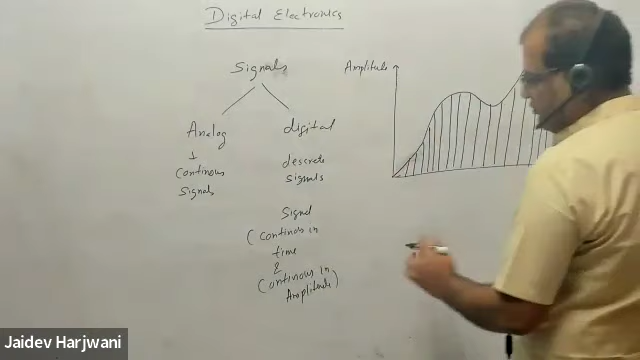 Digital Electronics
Signals
Analog
Continous
Signals
digital
descrete
signals
Signal
(Continous in
time
&
Continous in
Amplitude)
Amplitude
Jaidev Harjwani